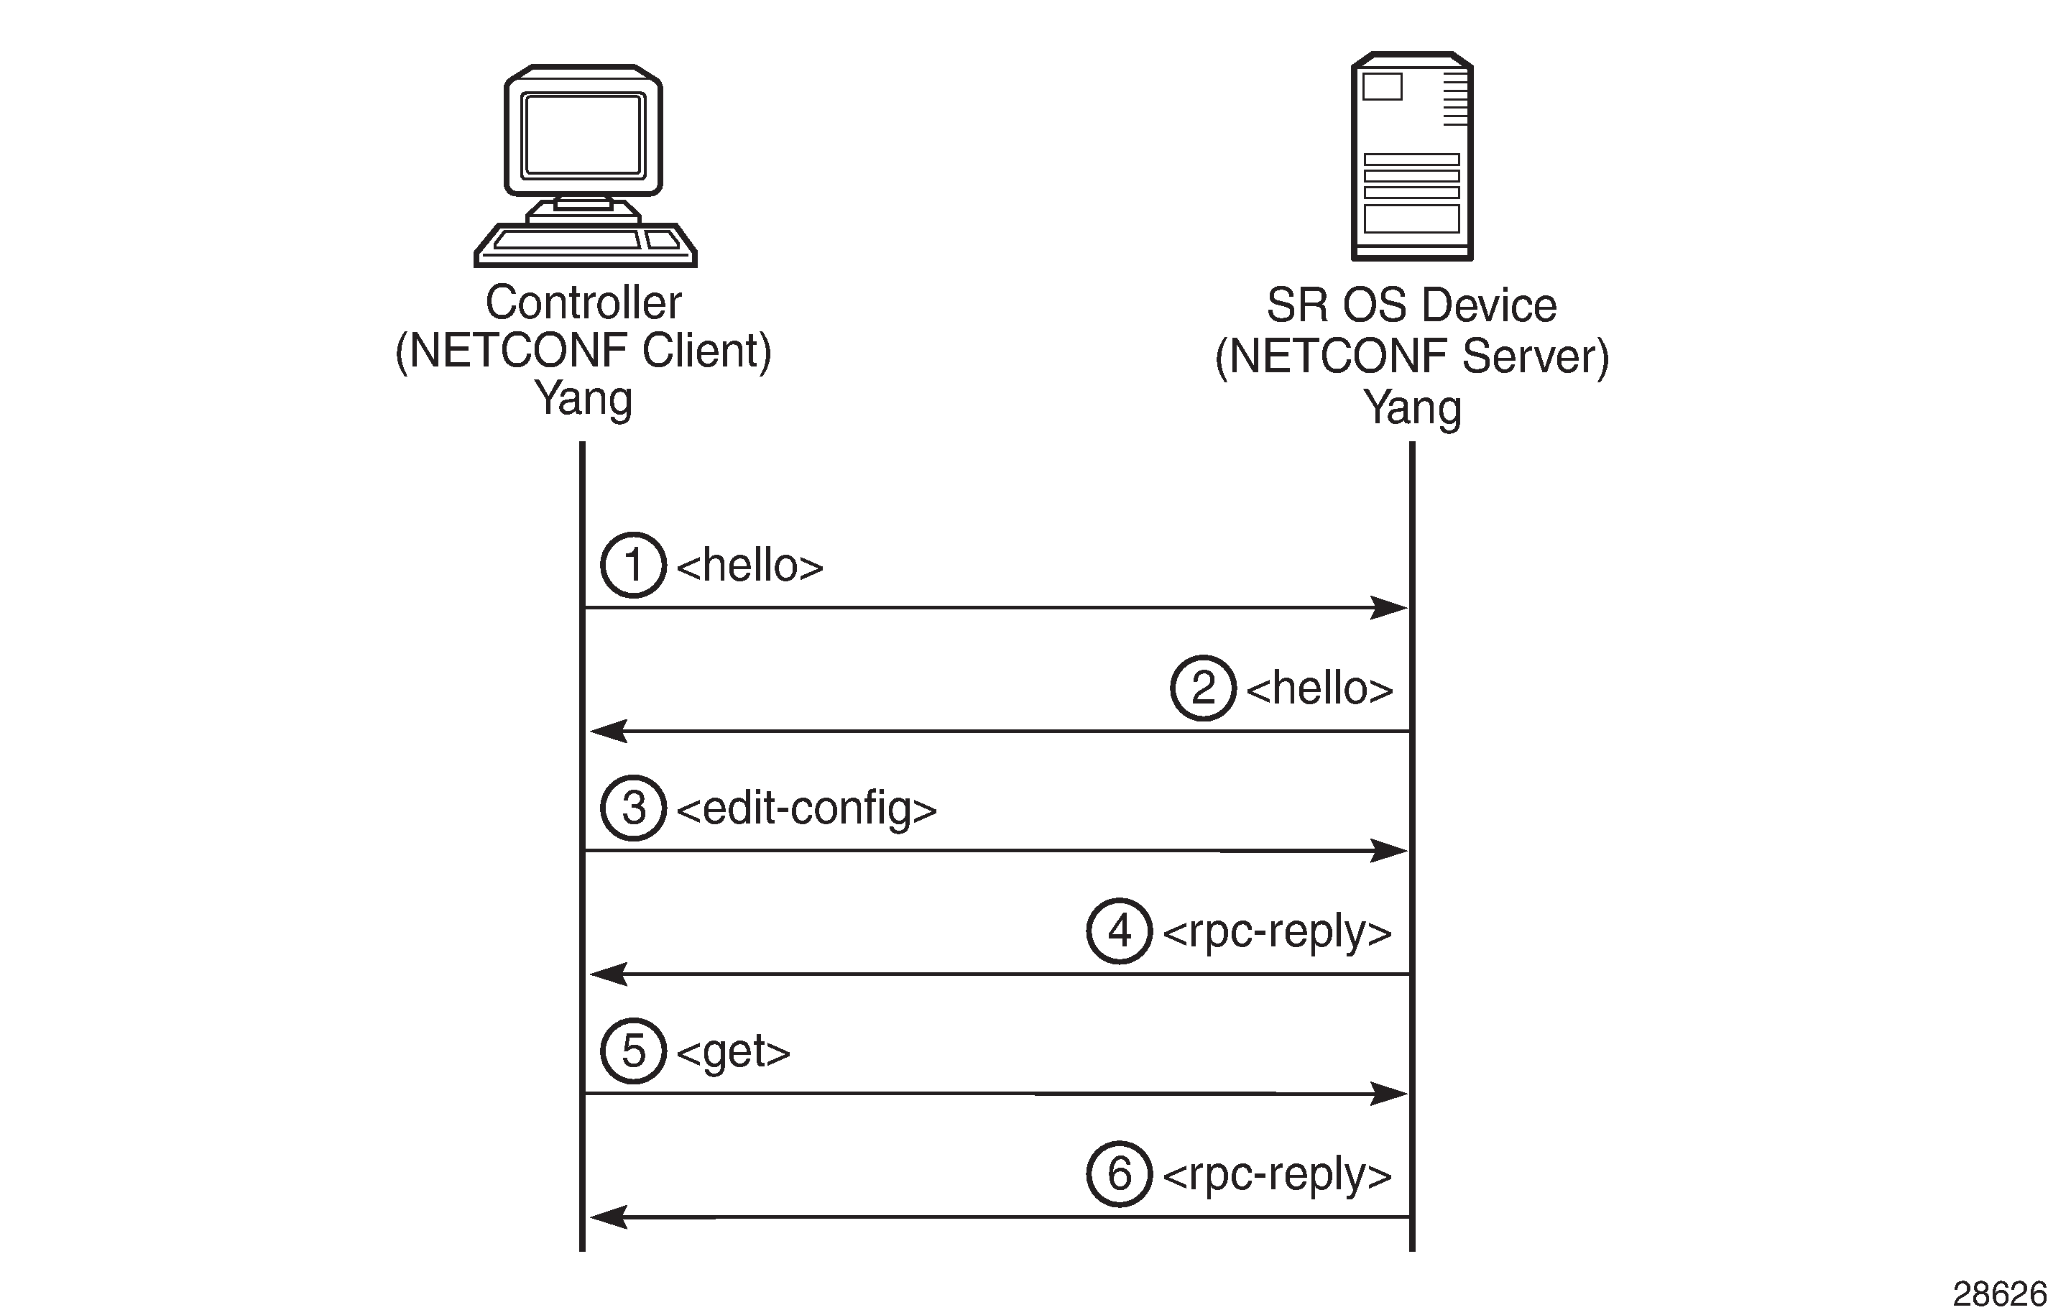 Controller
(NETCONF Client)
Yang
SR OS Device
(NETCONF Server)
Yang
1 <hello>
2 <hello>
3 <edit-config>
4 <rpc-reply>
5 <get>
6 <rpc-reply>
28626